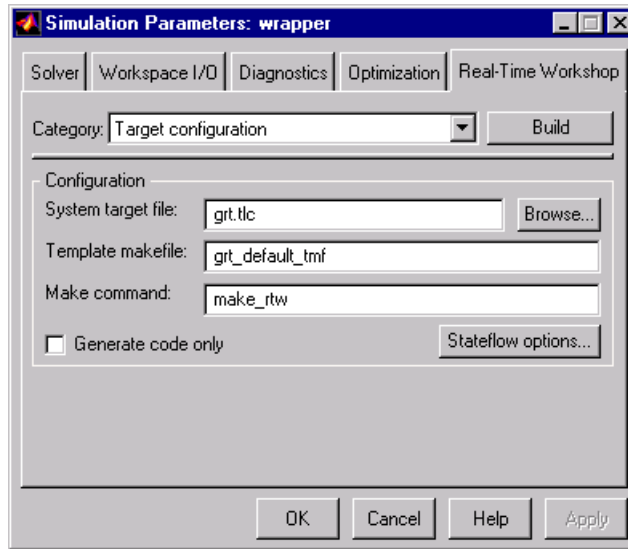 Simulation Parameters: wrapper
Solver Workspace I/O Diagnostics Optimization Real-Time Workshop
Category: Target configuration Build
Configuration
System target file: grt.tlc Browse...
Template makefile: grt_default_tmf
Make command: make_rtw
Generate code only Stateflow options...
OK Cancel Help Apply